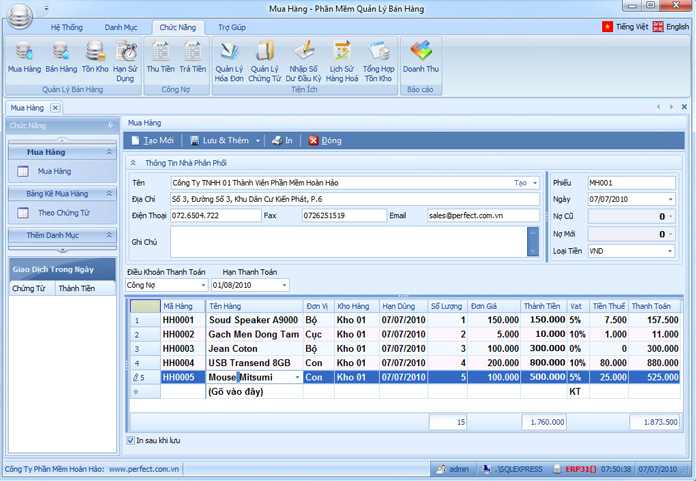 Mua Hàng - Phần Mềm Quản Lý Bán Hàng
Hệ Thống Danh Mục Chức Năng Trợ Giúp Tiếng Việt English
Mua Hàng Bán Hàng Tồn Kho Hạn Sử Dụng Thu Tiền Trả Tiền Quản Lý Hóa Đơn Quản Lý Chứng Từ Nhập Số Dư Đầu Kỳ Lịch Sử Hàng Hoá Tổng Hợp Tồn Kho Doanh Thu
Quản Lý Bán Hàng Công Nợ Tiện Ích Báo cáo
Mua Hàng
Chức Năng
Mua Hàng
Mua Hàng
Bảng Kê Mua Hàng
Theo Chứng Từ
Thêm Danh Mục
Giao Dịch Trong Ngày
Chứng Từ Thành Tiền
Mua Hàng
Tạo Mới Lưu & Thêm In Đóng
Thông Tin Nhà Phân Phối
Tên Công Ty TNHH 01 Thành Viên Phần Mềm Hoàn Hảo Tạo
Địa Chỉ Số 3, Đường Số 3, Khu Dân Cư Kiến Phát, P.6
Điện Thoại 072.6504.722 Fax 0726251519 Email sales@perfect.com.vn
Ghi Chú
Phiếu MH001
Ngày 07/07/2010
Nợ Cũ 0
Nợ Mới 0
Loại Tiền VND
Điều Khoản Thanh Toán Hạn Thanh Toán
Công Nợ 01/08/2010
Mã Hàng Tên Hàng Đơn Vị Kho Hàng Hạn Dùng Số Lượng Đơn Giá Thành Tiền Vat Tiền Thuế Thanh Toán
1 HH0001 Soud Speaker A9000 Bộ Kho 01 07/07/2010 1 150.000 150.000 5% 7.500 157.500
2 HH0002 Gach Men Dong Tam Cục Kho 01 07/07/2010 2 5.000 10.000 10% 1.000 11.000
3 HH0003 Jean Coton Bộ Kho 01 07/07/2010 3 100.000 300.000 0% 0 300.000
4 HH0004 USB Transend 8GB Con Kho 01 07/07/2010 4 200.000 800.000 10% 80.000 880.000
5 HH0005 Mouse Mitsumi Con Kho 01 07/07/2010 5 100.000 500.000 5% 25.000 525.000
* (Gõ vào đây) KT
15 1.760.000 1.873.500
In sau khi lưu
Công Ty Phần Mềm Hoàn Hảo: www.perfect.com.vn admin .\SQLEXPRESS ERP31() 07:50:38 07/07/2010